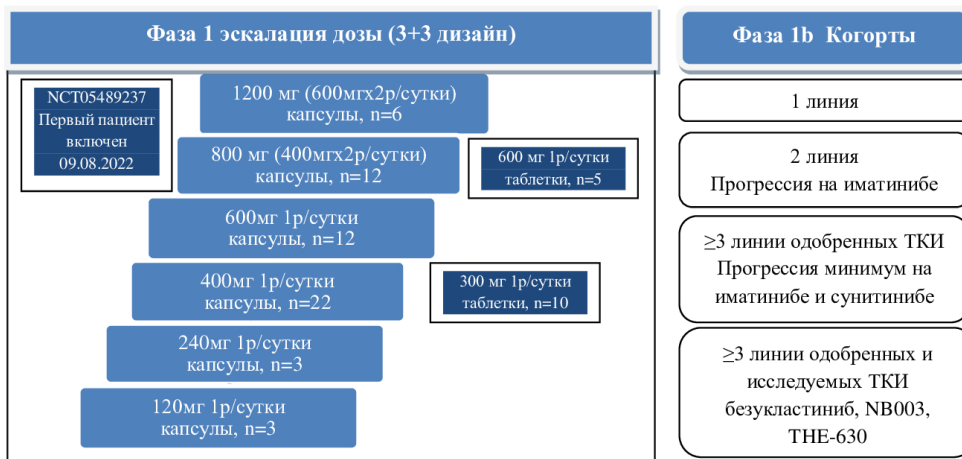 Фаза 1 эскалация дозы (3+3 дизайн)
NCT05489237
Первый пациент
включен
09.08.2022
1200 мг (600мгх2р/сутки)
капсулы, n=6
800 мг (400мгх2р/сутки)
капсулы, n=12
600 мг 1р/сутки
таблетки, n=5
600мг 1р/сутки
капсулы, n=12
400мг 1р/сутки
капсулы, n=22
300 мг 1р/сутки
таблетки, n=10
240мг 1р/сутки
капсулы, n=3
120мг 1р/сутки
капсулы, n=3
Фаза 1b Когорты
1 линия
2 линия
Прогрессия на иматинибе
≥3 линии одобренных ТКИ
Прогрессия минимум на
иматинибе и сунитинибе
≥3 линии одобренных и
исследуемых ТКИ
безукластиниб, NB003,
THE-630